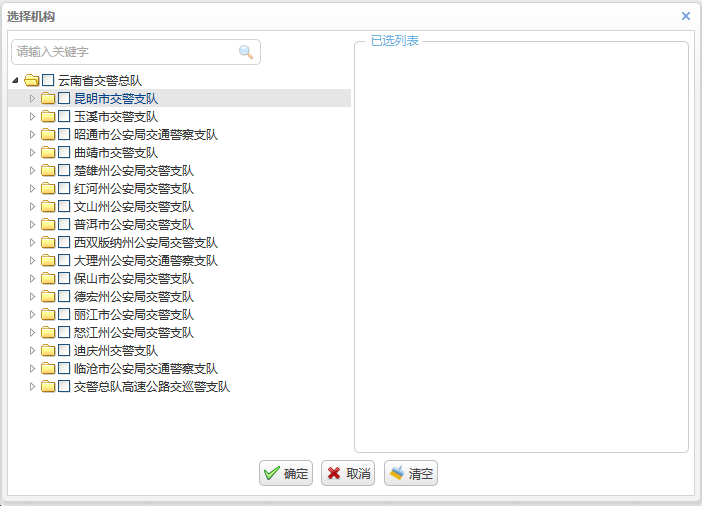 选择机构
请输入关键字
已选列表
云南省交警总队
昆明市交警支队
玉溪市交警支队
昭通市公安局交通警察支队
曲靖市交警支队
楚雄州公安局交警支队
红河州公安局交警支队
文山州公安局交警支队
普洱市公安局交警支队
西双版纳州公安局交警支队
大理州公安局交通警察支队
保山市公安局交警支队
德宏州公安局交警支队
丽江市公安局交警支队
怒江州公安局交警支队
迪庆州交警支队
临沧市公安局交通警察支队
交警总队高速公路交巡警支队
确定
取消
清空